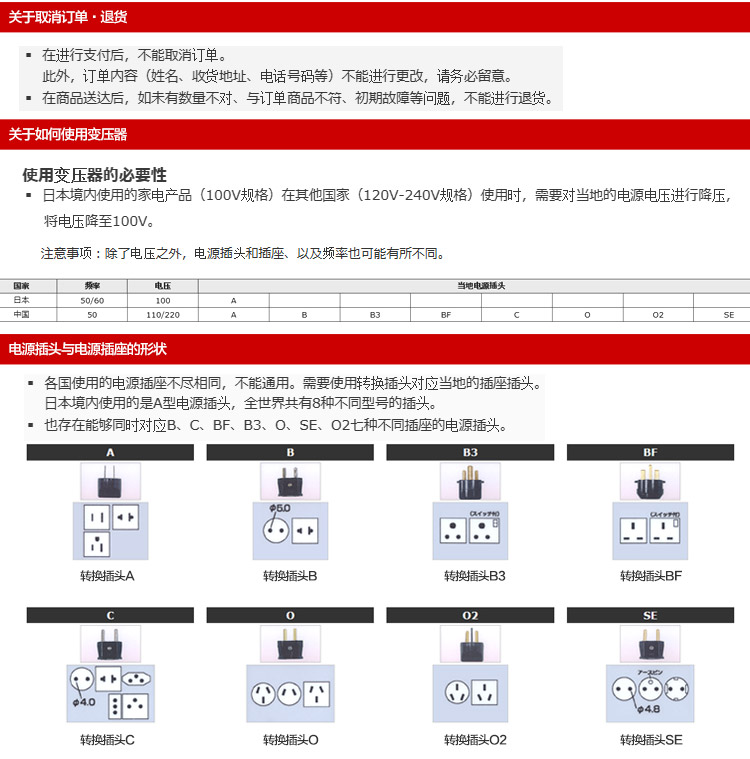 关于取消订单・退货
▪ 在进行支付后，不能取消订单。
此外，订单内容（姓名、收货地址、电话号码等）不能进行更改，请务必留意。
▪ 在商品送达后，如未有数量不对、与订单商品不符、初期故障等问题，不能进行退货。
关于如何使用变压器
使用变压器的必要性
▪ 日本境内使用的家电产品（100V规格）在其他国家（120V-240V规格）使用时，需要对当地的电源电压进行降压，
将电压降至100V。
注意事项：除了电压之外，电源插头和插座、以及频率也可能有所不同。
国家 频率 电压 当地电源插头
日本 50/60 100 A
中国 50 110/220 A B B3 BF C O O2 SE
电源插头与电源插座的形状
▪ 各国使用的电源插座不尽相同，不能通用。需要使用转换插头对应当地的插座插头。
日本境内使用的是A型电源插头，全世界共有8种不同型号的插头。
▪ 也存在能够同时对应B、C、BF、B3、O、SE、O2七种不同插座的电源插头。
A B B3 BF
φ5.0 (スイッチ付) (スイッチ付)
转换插头A 转换插头B 转换插头B3 转换插头BF
C O O2 SE
φ4.0 アースピン φ4.8
转换插头C 转换插头O 转换插头O2 转换插头SE